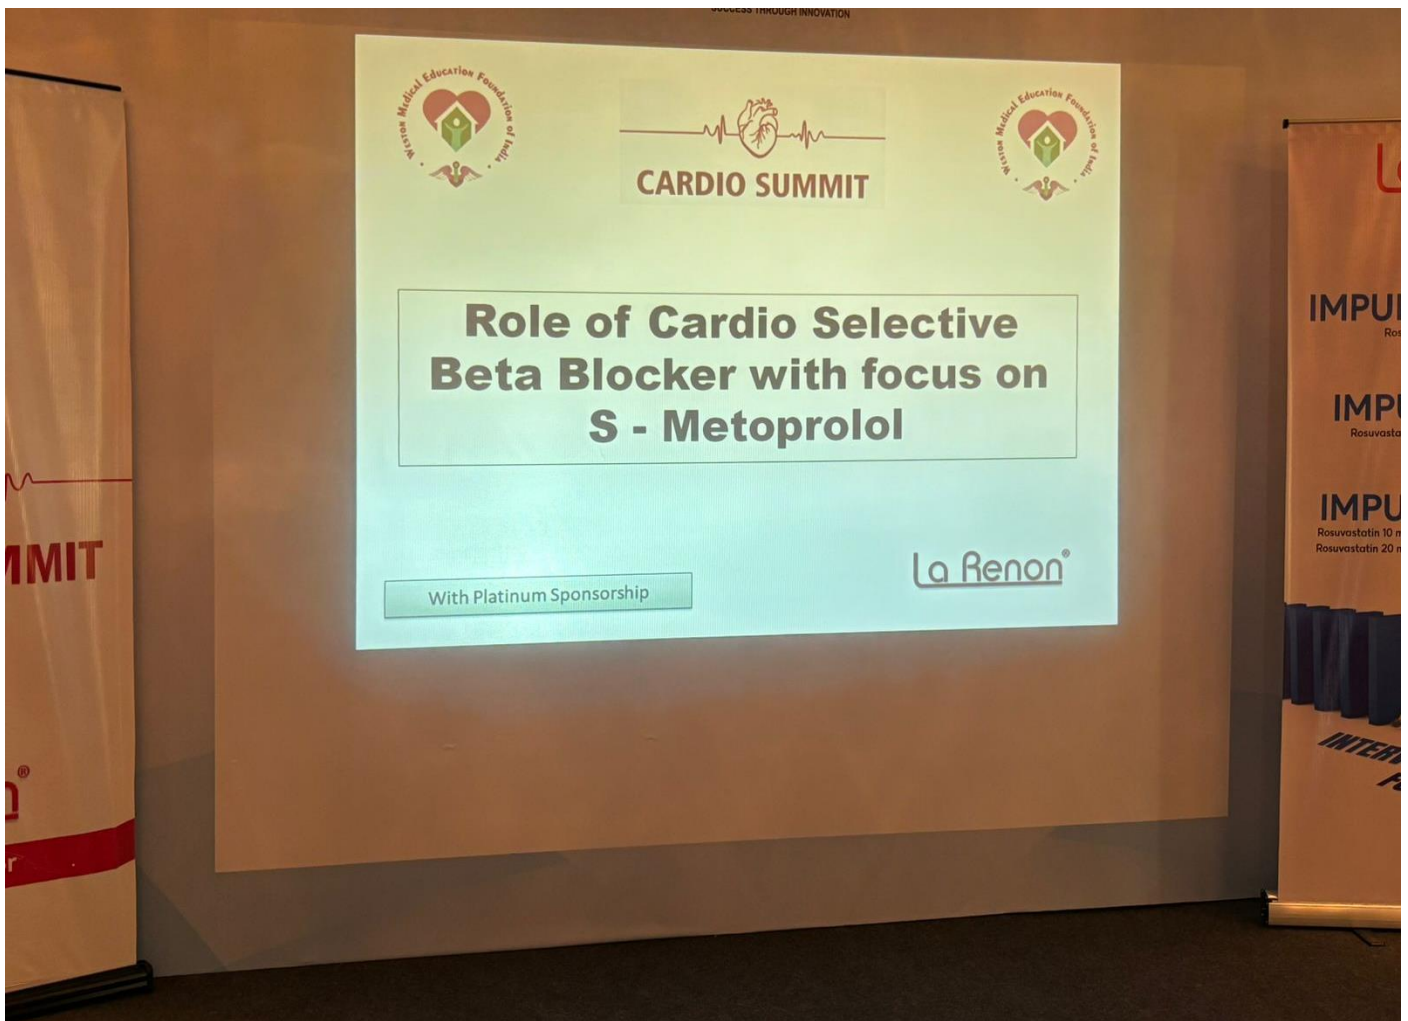 SUCCESS THROUGH INNOVATION
Weston Medical Education Foundation of India
CARDIO SUMMIT
Weston Medical Education Foundation of India
Role of Cardio Selective
Beta Blocker with focus on
S - Metoprolol
With Platinum Sponsorship
La Renon®
MMIT
®
r
IMPU
Ros
IMPU
Rosuvasta
IMPU
Rosuvastatin 10 m
Rosuvastatin 20 m